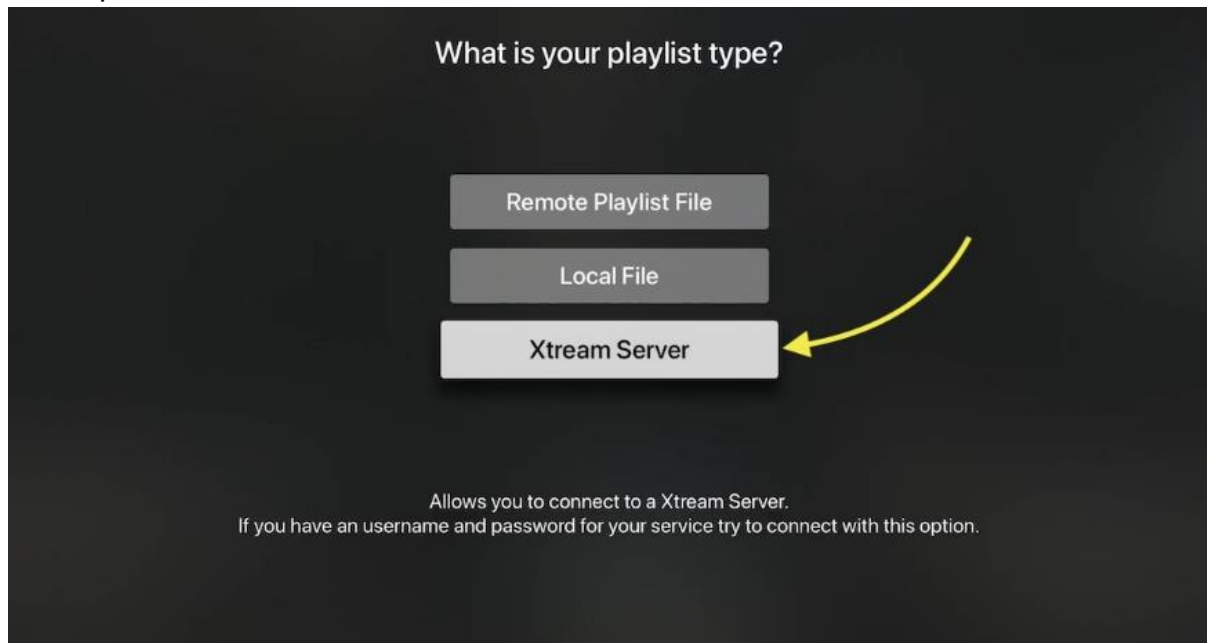 What is your playlist type?
Remote Playlist File
Local File
Xtream Server
Allows you to connect to a Xtream Server.
If you have an username and password for your service try to connect with this option.